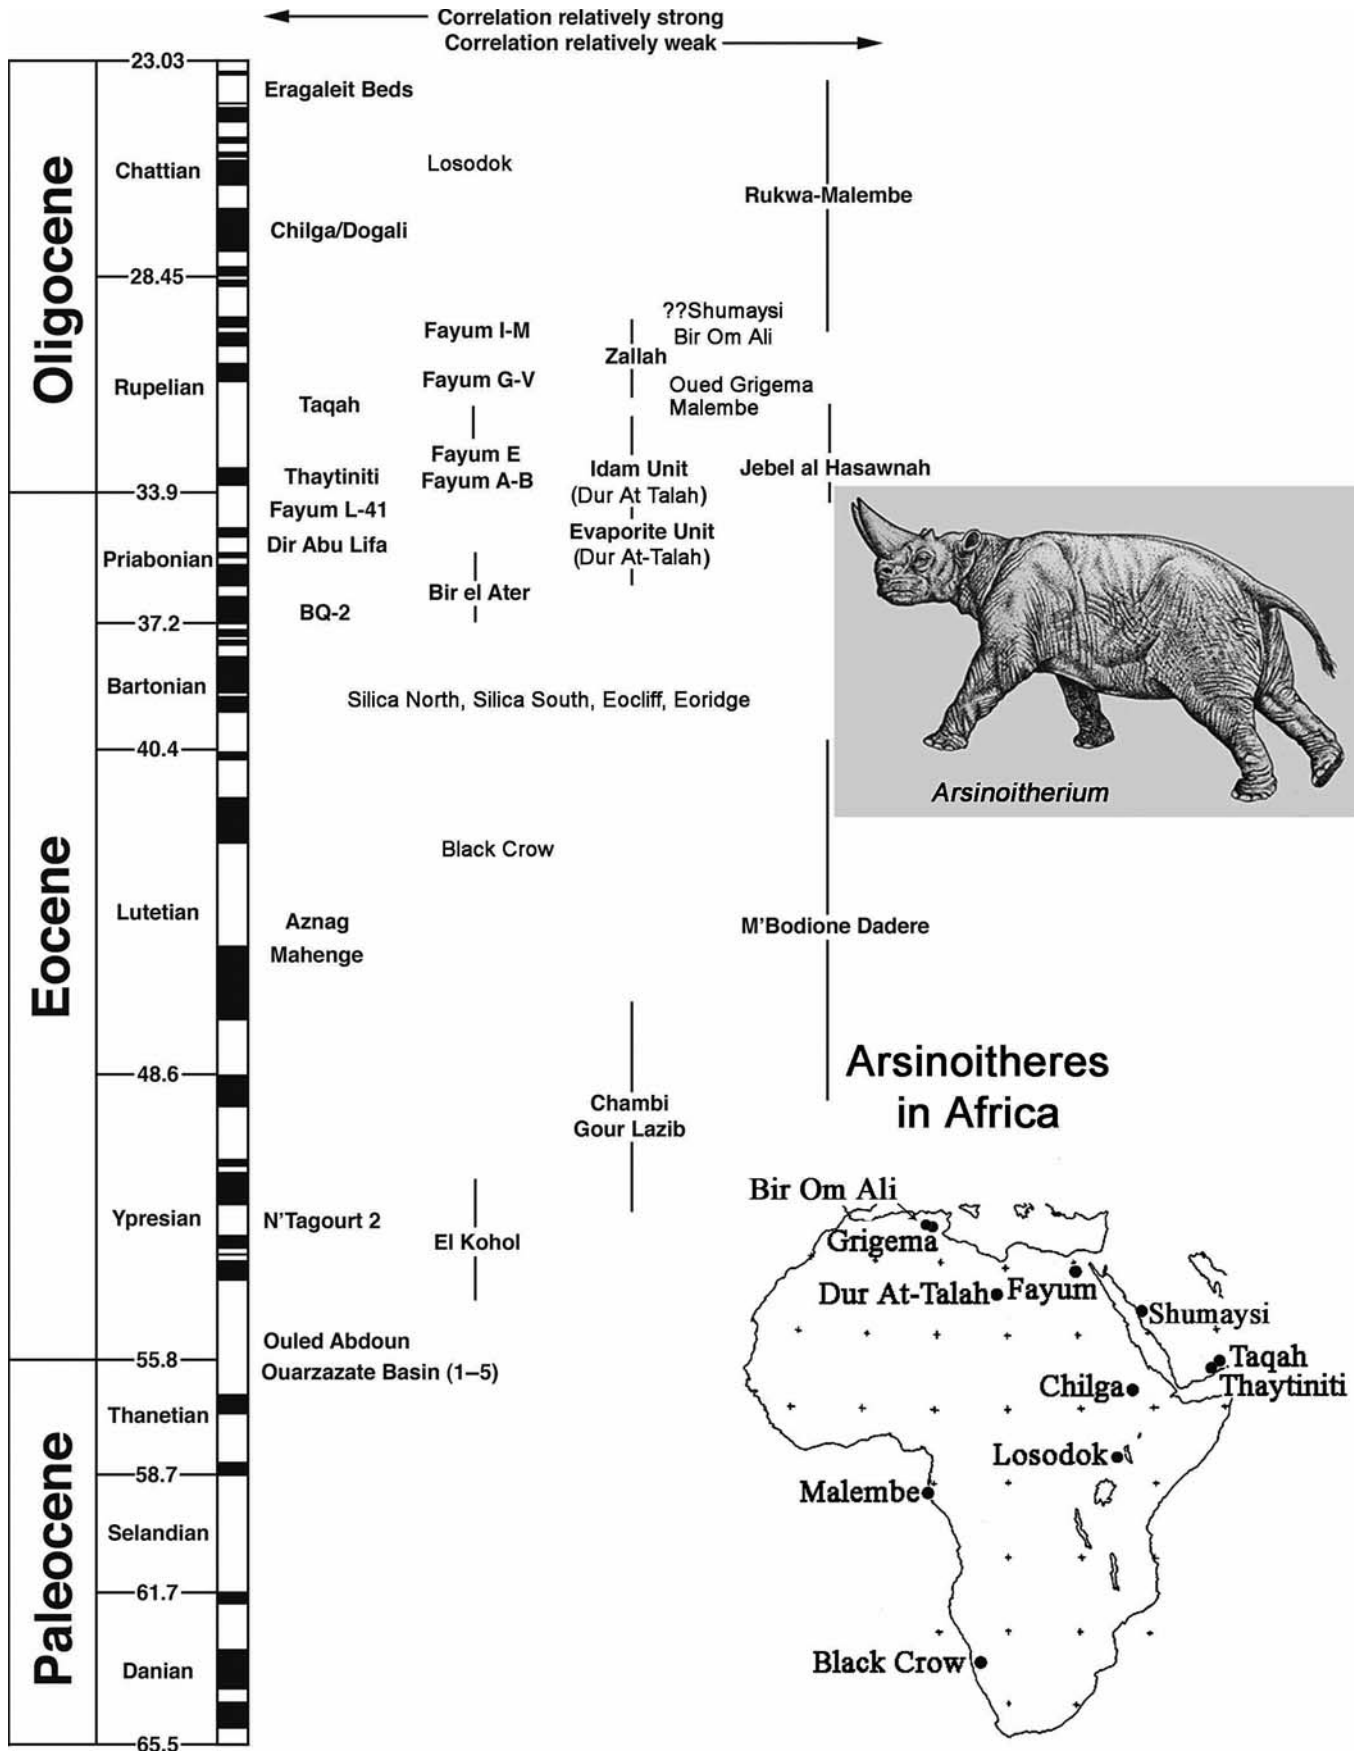 Correlation relatively strong
Correlation relatively weak
23.03
Eragaleit Beds
Oligocene
Chattian
Losodok
Rukwa-Malembe
Chilga/Dogali
28.45
??Shumaysi
Fayum I-M
Bir Om Ali
Zallah
Rupelian
Fayum G-V
Oued Grigema
Taqah
Malembe
Fayum E
Thaytiniti
Fayum A-B
Idam Unit
Jebel al Hasawnah
33.9
(Dur At Talah)
Fayum L-41
Eocene
Priabonian
Dir Abu Lifa
Evaporite Unit
(Dur At-Talah)
Bir el Ater
BQ-2
37.2
Bartonian
Silica North, Silica South, Eocliff, Eoridge
40.4
Arsinoitherium
Black Crow
Lutetian
Aznag
M'Bodione Dadere
Mahenge
48.6
Chambi
Gour Lazib
Ypresian
N'Tagourt 2
El Kohol
Ouled Abdoun
55.8
Ouarzazate Basin (1–5)
Paleocene
Thanetian
58.7
Selandian
61.7
Danian
65.5
Arsinoitheres
in Africa
Bir Om Ali
Grigema
Dur At-Talah
Fayum
Shumaysi
Taqah
Thaytiniti
Chilga
Losodok
Malembe
Black Crow